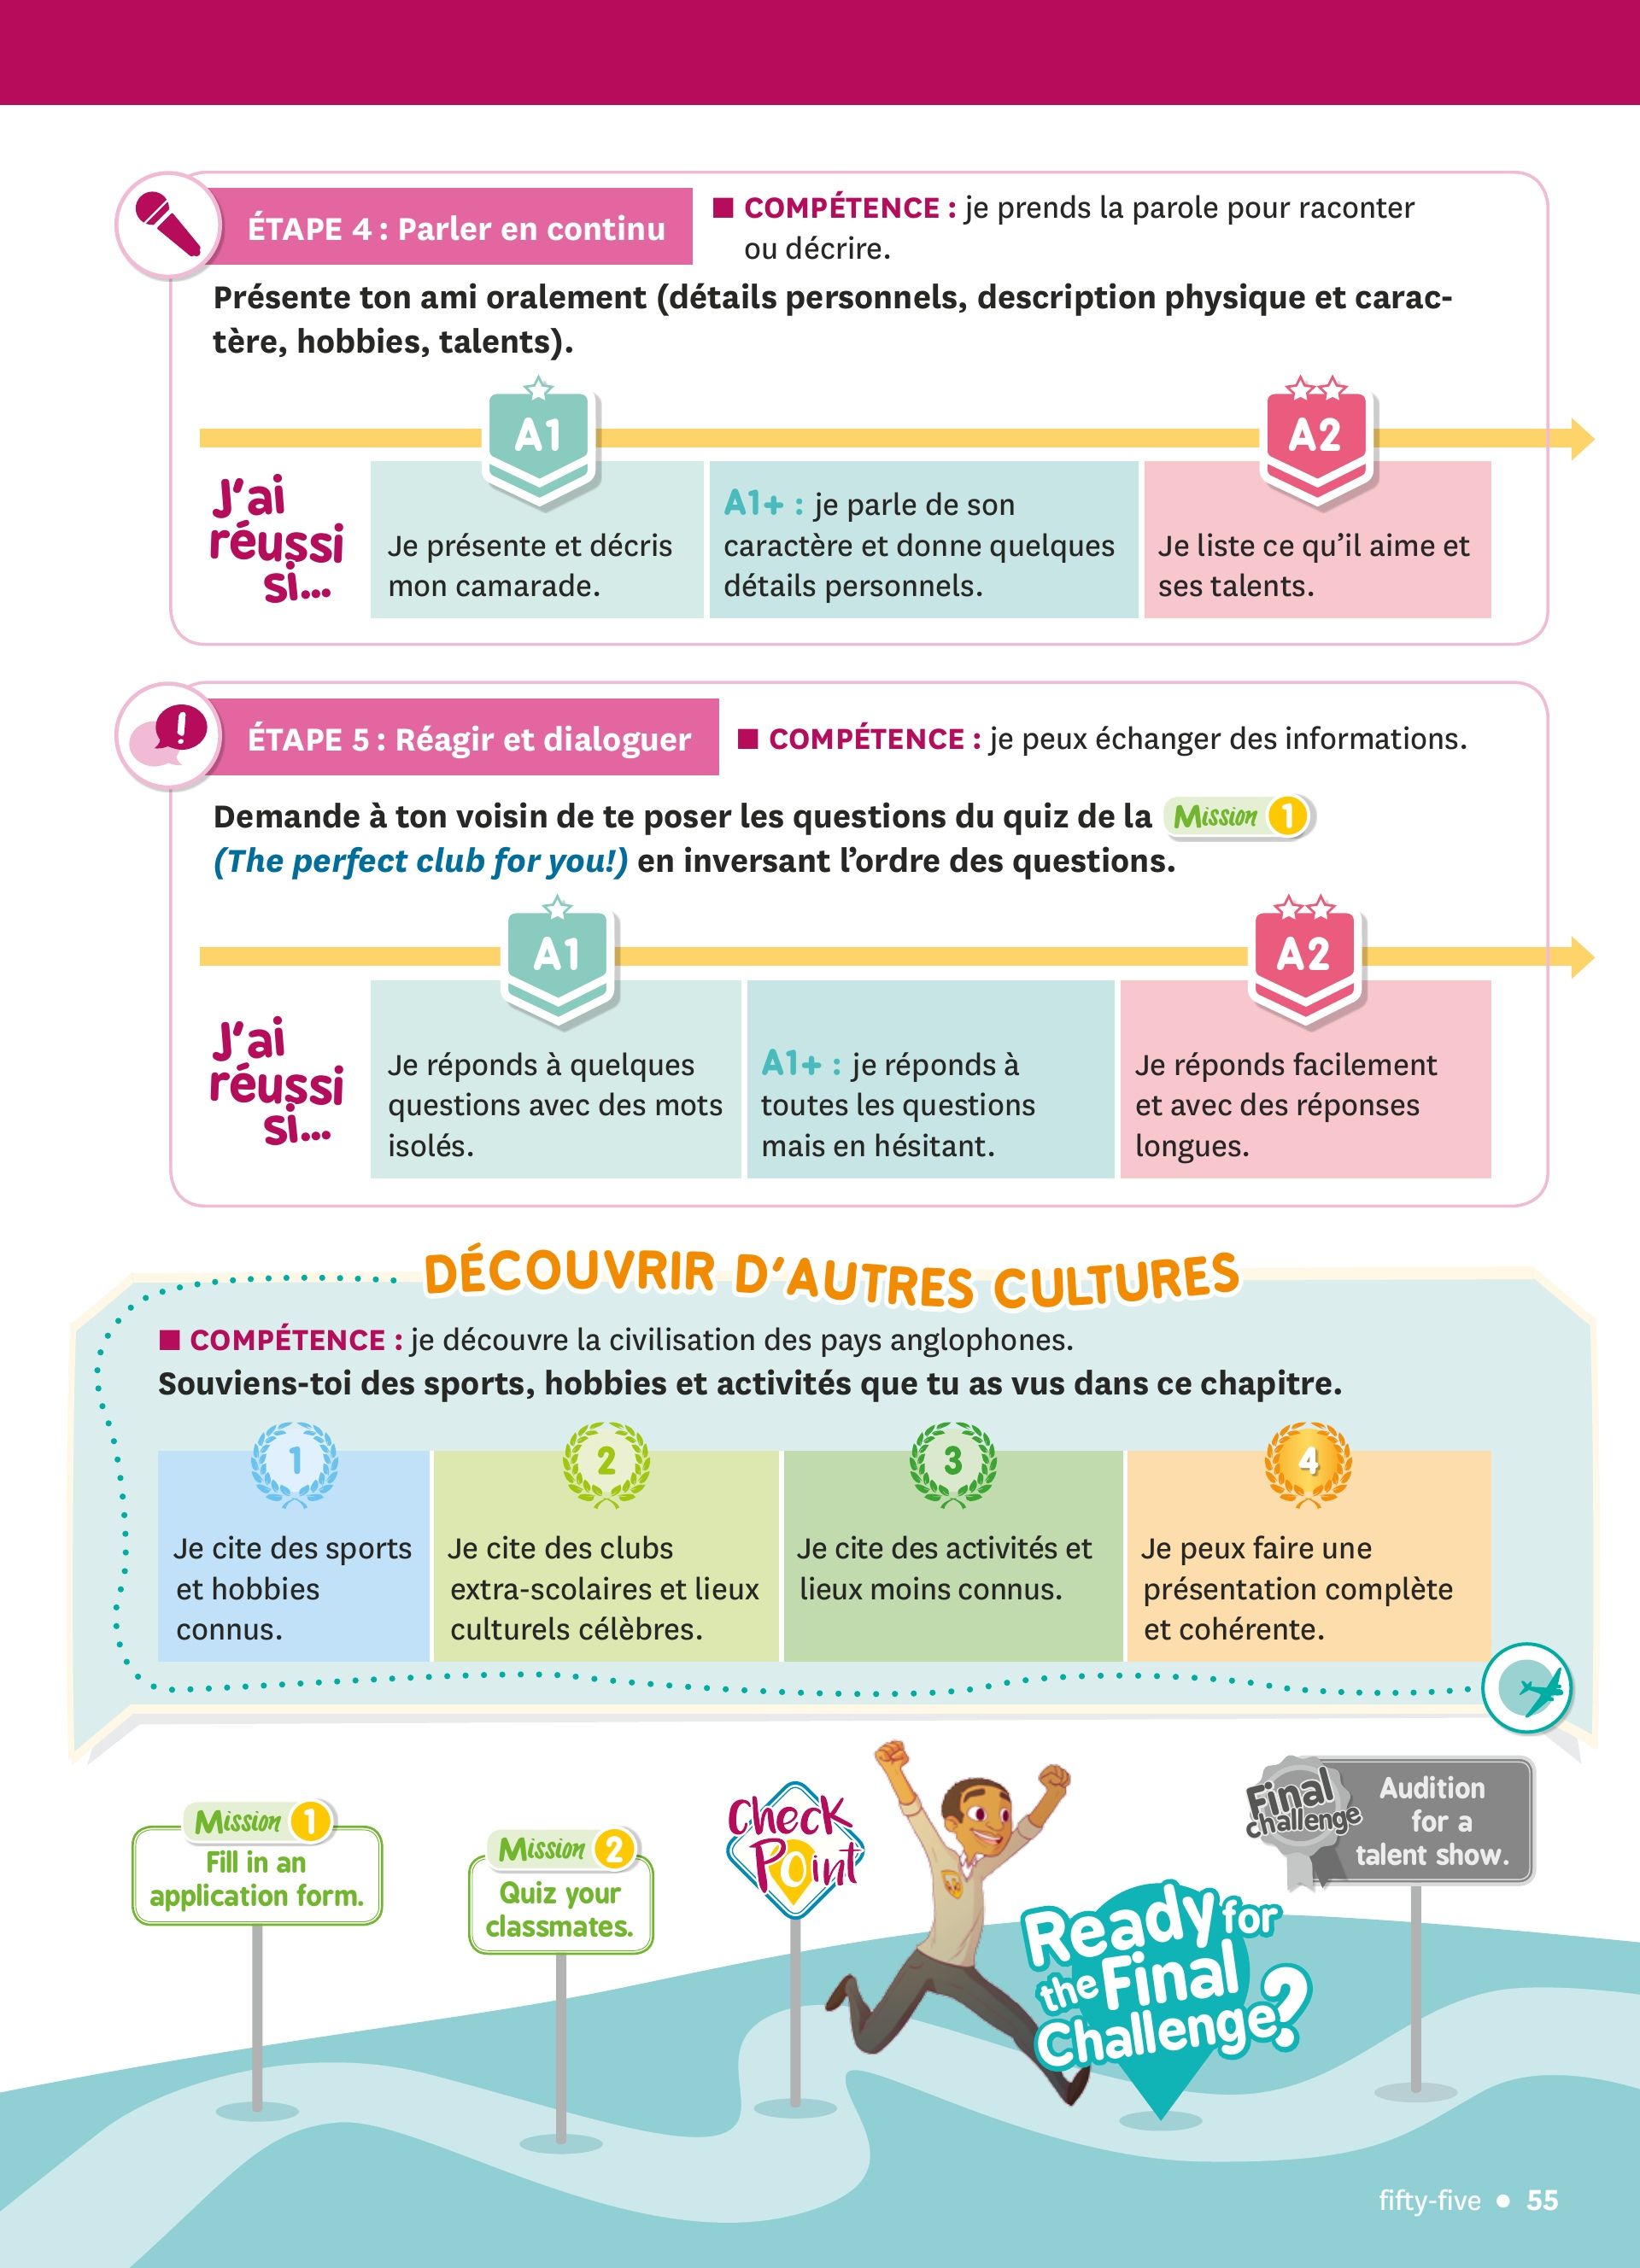 ÉTAPE 4 : Parler en continu
■ COMPÉTENCE : je prends la parole pour raconter
ou décrire.
Présente ton ami oralement (détails personnels, description physique et carac-
tère, hobbies, talents).
A1
A2
J'ai
réussi
si...
Je présente et décris
mon camarade.
A1+ : je parle de son
caractère et donne quelques
détails personnels.
Je liste ce qu'il aime et
ses talents.
ÉTAPE 5 : Réagir et dialoguer
■ COMPÉTENCE : je peux échanger des informations.
Demande à ton voisin de te poser les questions du quiz de la Mission 1
(The perfect club for you!) en inversant l'ordre des questions.
A1
A2
J'ai
réussi
si...
Je réponds à quelques
questions avec des mots
isolés.
A1+ : je réponds à
toutes les questions
mais en hésitant.
Je réponds facilement
et avec des réponses
longues.
DÉCOUVRIR D'AUTRES CULTURES
■ COMPÉTENCE : je découvre la civilisation des pays anglophones.
Souviens-toi des sports, hobbies et activités que tu as vus dans ce chapitre.
1
Je cite des sports
et hobbies
connus.
2
Je cite des clubs
extra-scolaires et lieux
culturels célèbres.
3
Je cite des activités et
lieux moins connus.
4
Je peux faire une
présentation complète
et cohérente.
Mission 1
Fill in an
application form.
Mission 2
Quiz your
classmates.
Check
Point
Ready for
the Final
Challenge?
Final
challenge
Audition
for a
talent show.
fifty-five • 55